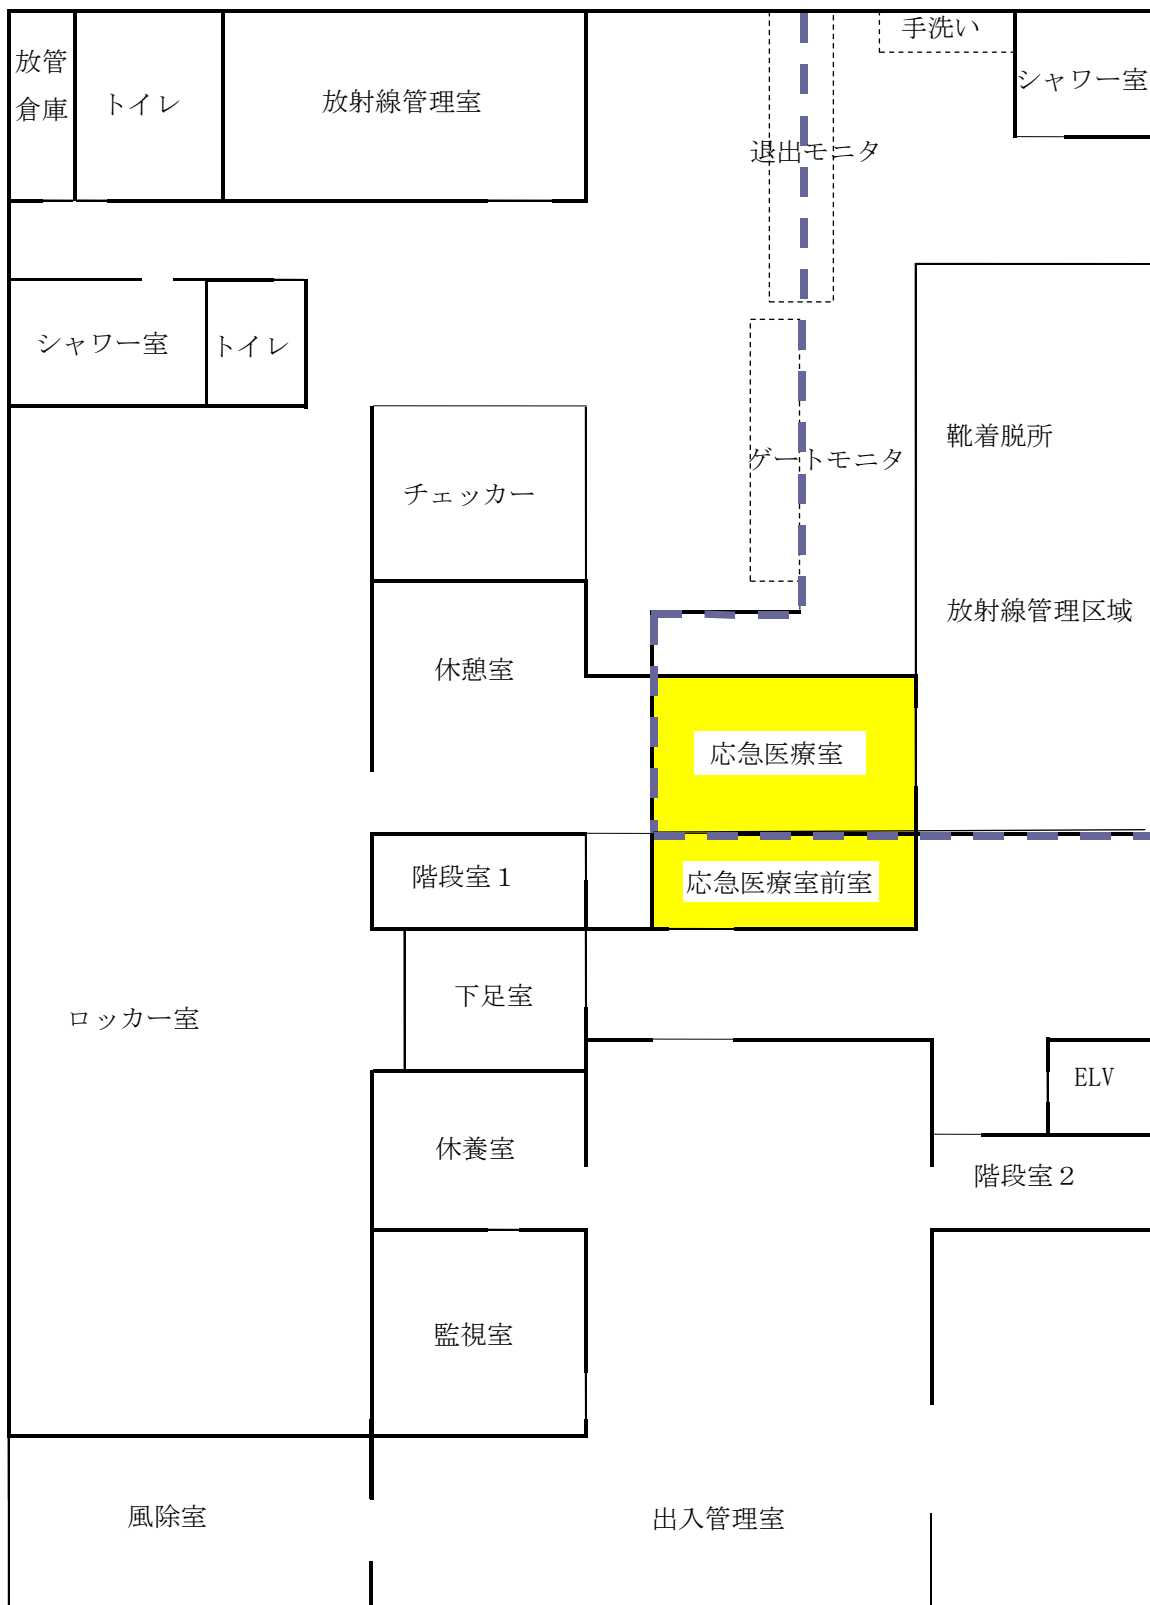 手洗い
放管
倉庫
トイレ
放射線管理室
シャワー室
退出モニタ
シャワー室
トイレ
靴着脱所
ゲートモニタ
チェッカー
放射線管理区域
休憩室
応急医療室
階段室１
応急医療室前室
下足室
ロッカー室
ELV
休養室
階段室２
監視室
風除室
出入管理室